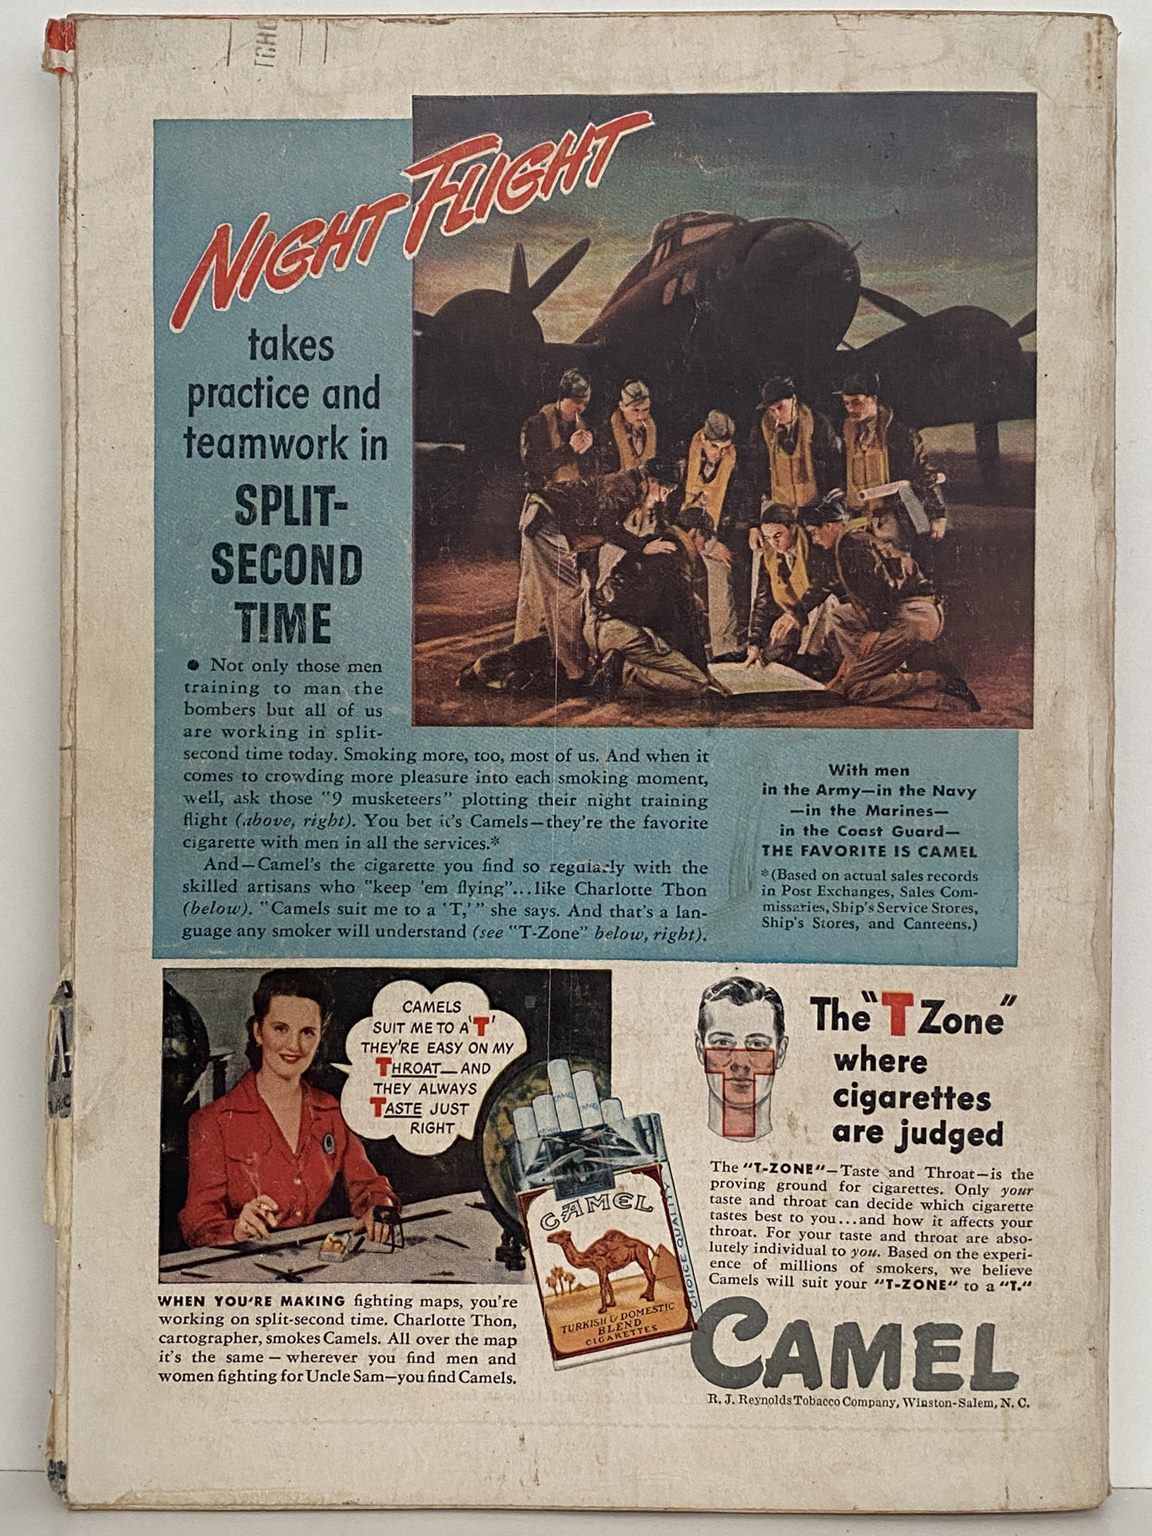 NIGHT FLIGHT
takes
practice and
teamwork in
SPLIT-
SECOND
TIME
● Not only those men
training to man the
bombers but all of us
are working in split-
second time today. Smoking more, too, most of us. And when it
comes to crowding more pleasure into each smoking moment,
well, ask those "9 musketeers" plotting their night training
flight (above, right). You bet it's Camels—they're the favorite
cigarette with men in all the services.*
And—Camel's the cigarette you find so regularly with the
skilled artisans who "keep 'em flying"...like Charlotte Thon
(below). "Camels suit me to a 'T,'" she says. And that's a lan-
guage any smoker will understand (see "T-Zone" below, right).
With men
in the Army—in the Navy
—in the Marines—
in the Coast Guard—
THE FAVORITE IS CAMEL
*(Based on actual sales records
in Post Exchanges, Sales Com-
missaries, Ship's Service Stores,
Ship's Stores, and Canteens.)
CAMELS
SUIT ME TO A 'T'
THEY'RE EASY ON MY
THROAT—AND
THEY ALWAYS
TASTE JUST
RIGHT
CAMEL
TURKISH & DOMESTIC
BLEND
CIGARETTES
CHOICE QUALITY
WHEN YOU'RE MAKING fighting maps, you're
working on split-second time. Charlotte Thon,
cartographer, smokes Camels. All over the map
it's the same — wherever you find men and
women fighting for Uncle Sam—you find Camels.
The "T Zone"
where
cigarettes
are judged
The "T-ZONE"—Taste and Throat—is the
proving ground for cigarettes. Only your
taste and throat can decide which cigarette
tastes best to you...and how it affects your
throat. For your taste and throat are abso-
lutely individual to you. Based on the experi-
ence of millions of smokers, we believe
Camels will suit your "T-ZONE" to a "T."
CAMEL
R. J. Reynolds Tobacco Company, Winston-Salem, N. C.